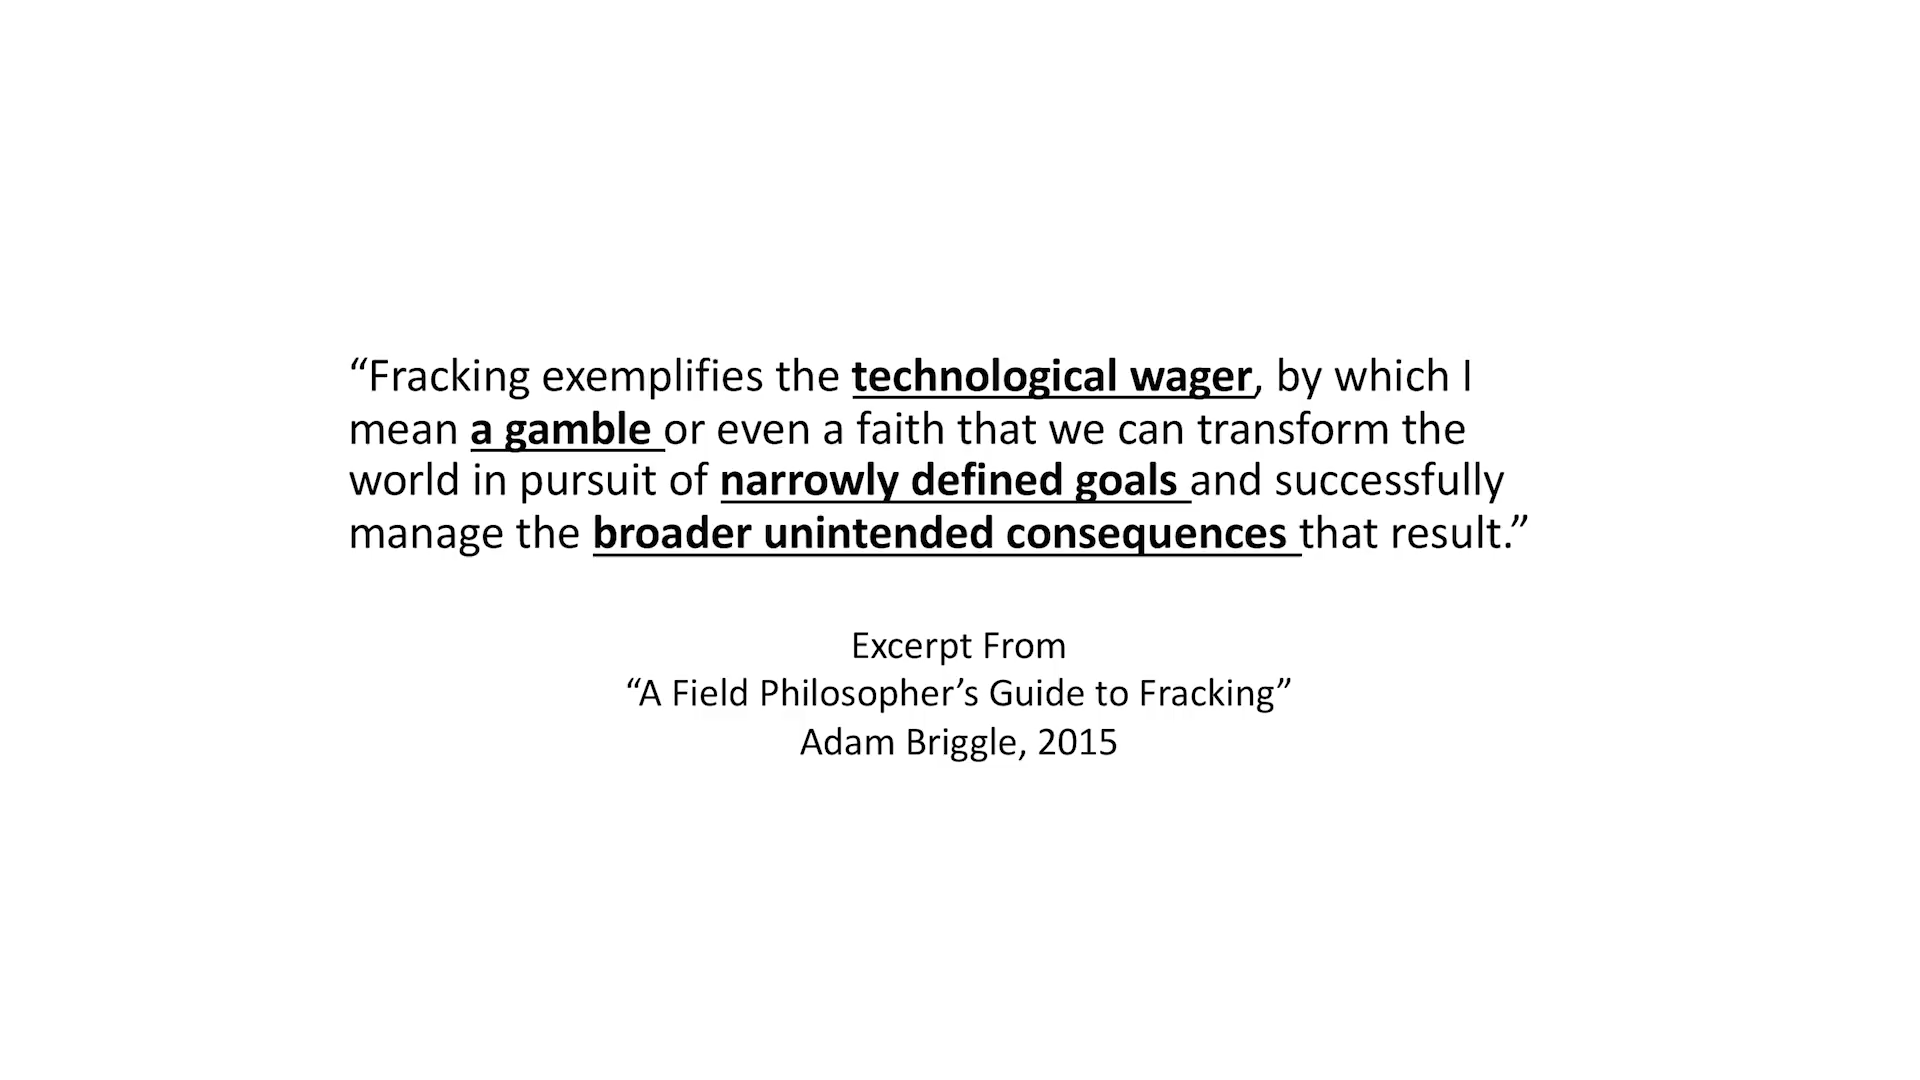 “Fracking exemplifies the technological wager, by which I
mean a gamble or even a faith that we can transform the
world in pursuit of narrowly defined goals and successfully
manage the broader unintended consequences that result.”
Excerpt From
“A Field Philosopher’s Guide to Fracking”
Adam Briggle, 2015